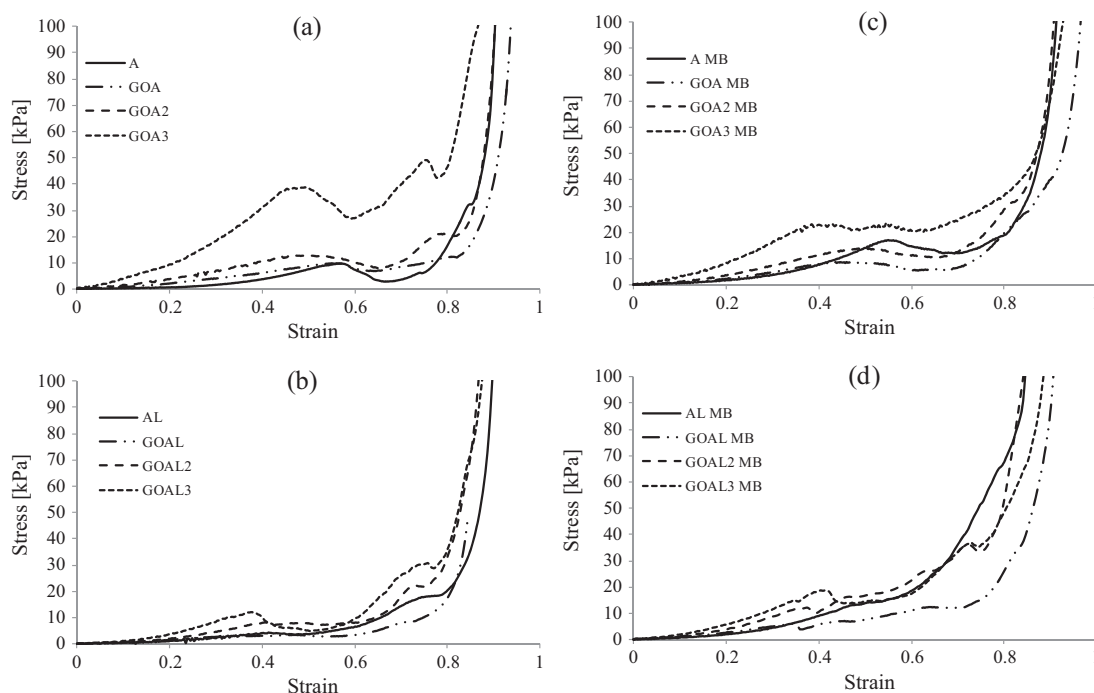 (a)
A
GOA
GOA2
GOA3
Stress [kPa]
100
90
80
70
60
50
40
30
20
10
0
0 0.2 0.4 0.6 0.8 1
Strain
(c)
A MB
GOA MB
GOA2 MB
GOA3 MB
Stress [kPa]
100
90
80
70
60
50
40
30
20
10
0
0 0.2 0.4 0.6 0.8
Strain
(b)
AL
GOAL
GOAL2
GOAL3
Stress [kPa]
100
90
80
70
60
50
40
30
20
10
0
0 0.2 0.4 0.6 0.8 1
Strain
(d)
AL MB
GOAL MB
GOAL2 MB
GOAL3 MB
Stress [kPa]
100
90
80
70
60
50
40
30
20
10
0
0 0.2 0.4 0.6 0.8
Strain